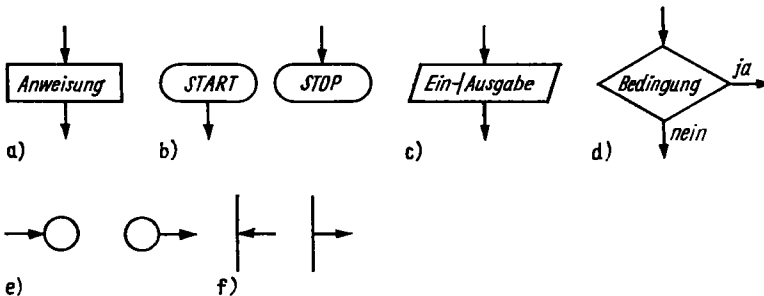 Anweisung
START
STOP
Ein-/Ausgabe
Bedingung
ja
nein
a)
b)
c)
d)
e)
f)